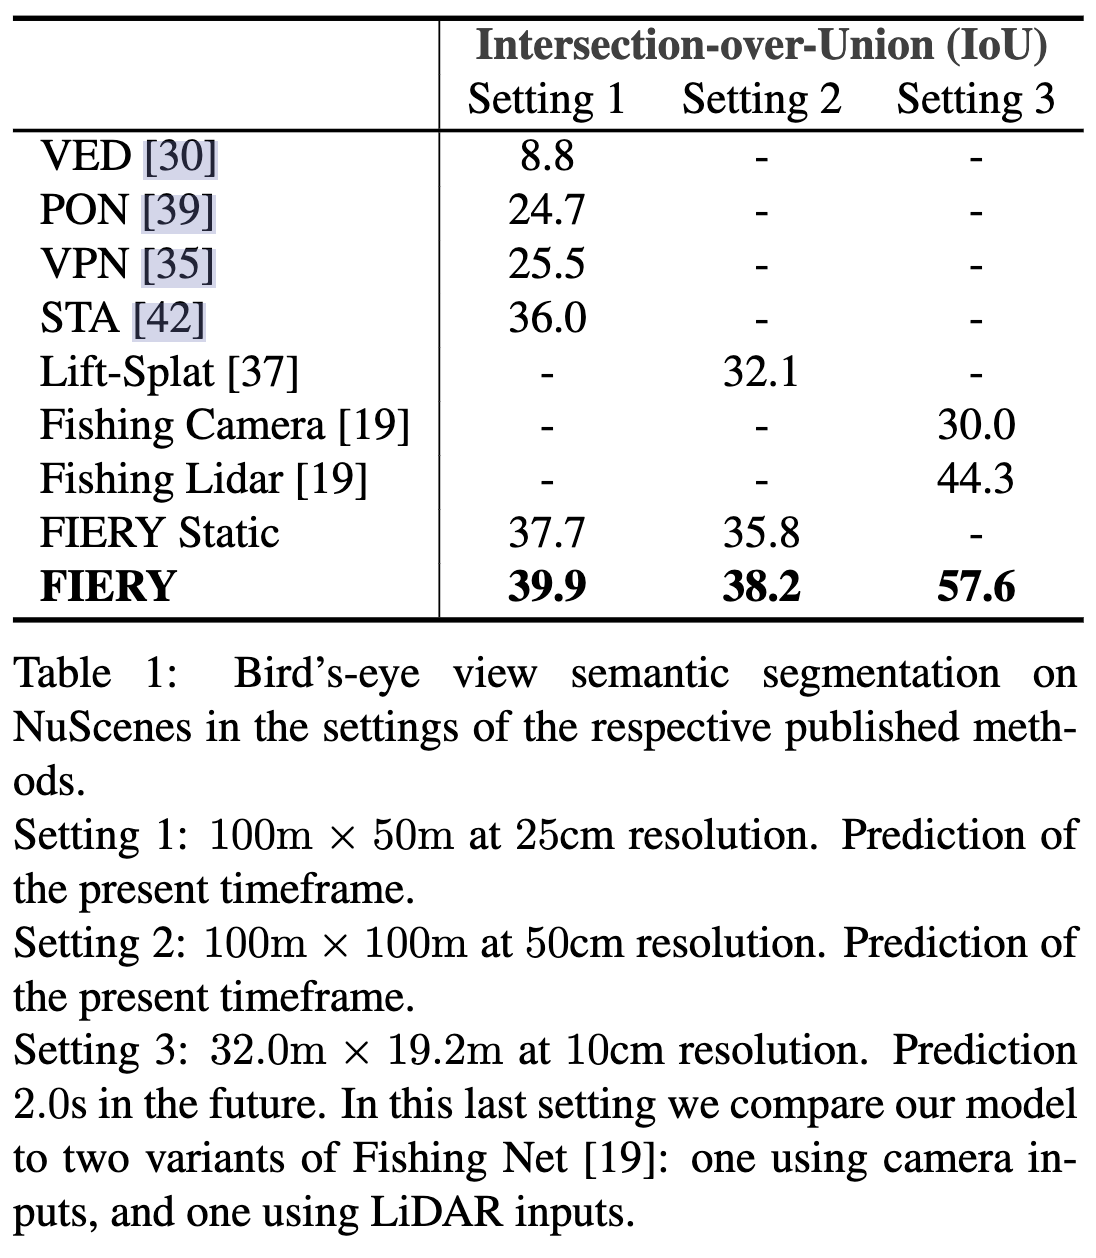 Intersection-over-Union (IoU)
Setting 1 Setting 2 Setting 3
VED [30] 8.8 - -
PON [39] 24.7 - -
VPN [35] 25.5 - -
STA [42] 36.0 - -
Lift-Splat [37] - 32.1 -
Fishing Camera [19] - - 30.0
Fishing Lidar [19] - - 44.3
FIERY Static 37.7 35.8 -
FIERY 39.9 38.2 57.6
Table 1: Bird's-eye view semantic segmentation on
NuScenes in the settings of the respective published meth-
ods.
Setting 1: 100m × 50m at 25cm resolution. Prediction of
the present timeframe.
Setting 2: 100m × 100m at 50cm resolution. Prediction of
the present timeframe.
Setting 3: 32.0m × 19.2m at 10cm resolution. Prediction
2.0s in the future. In this last setting we compare our model
to two variants of Fishing Net [19]: one using camera in-
puts, and one using LiDAR inputs.